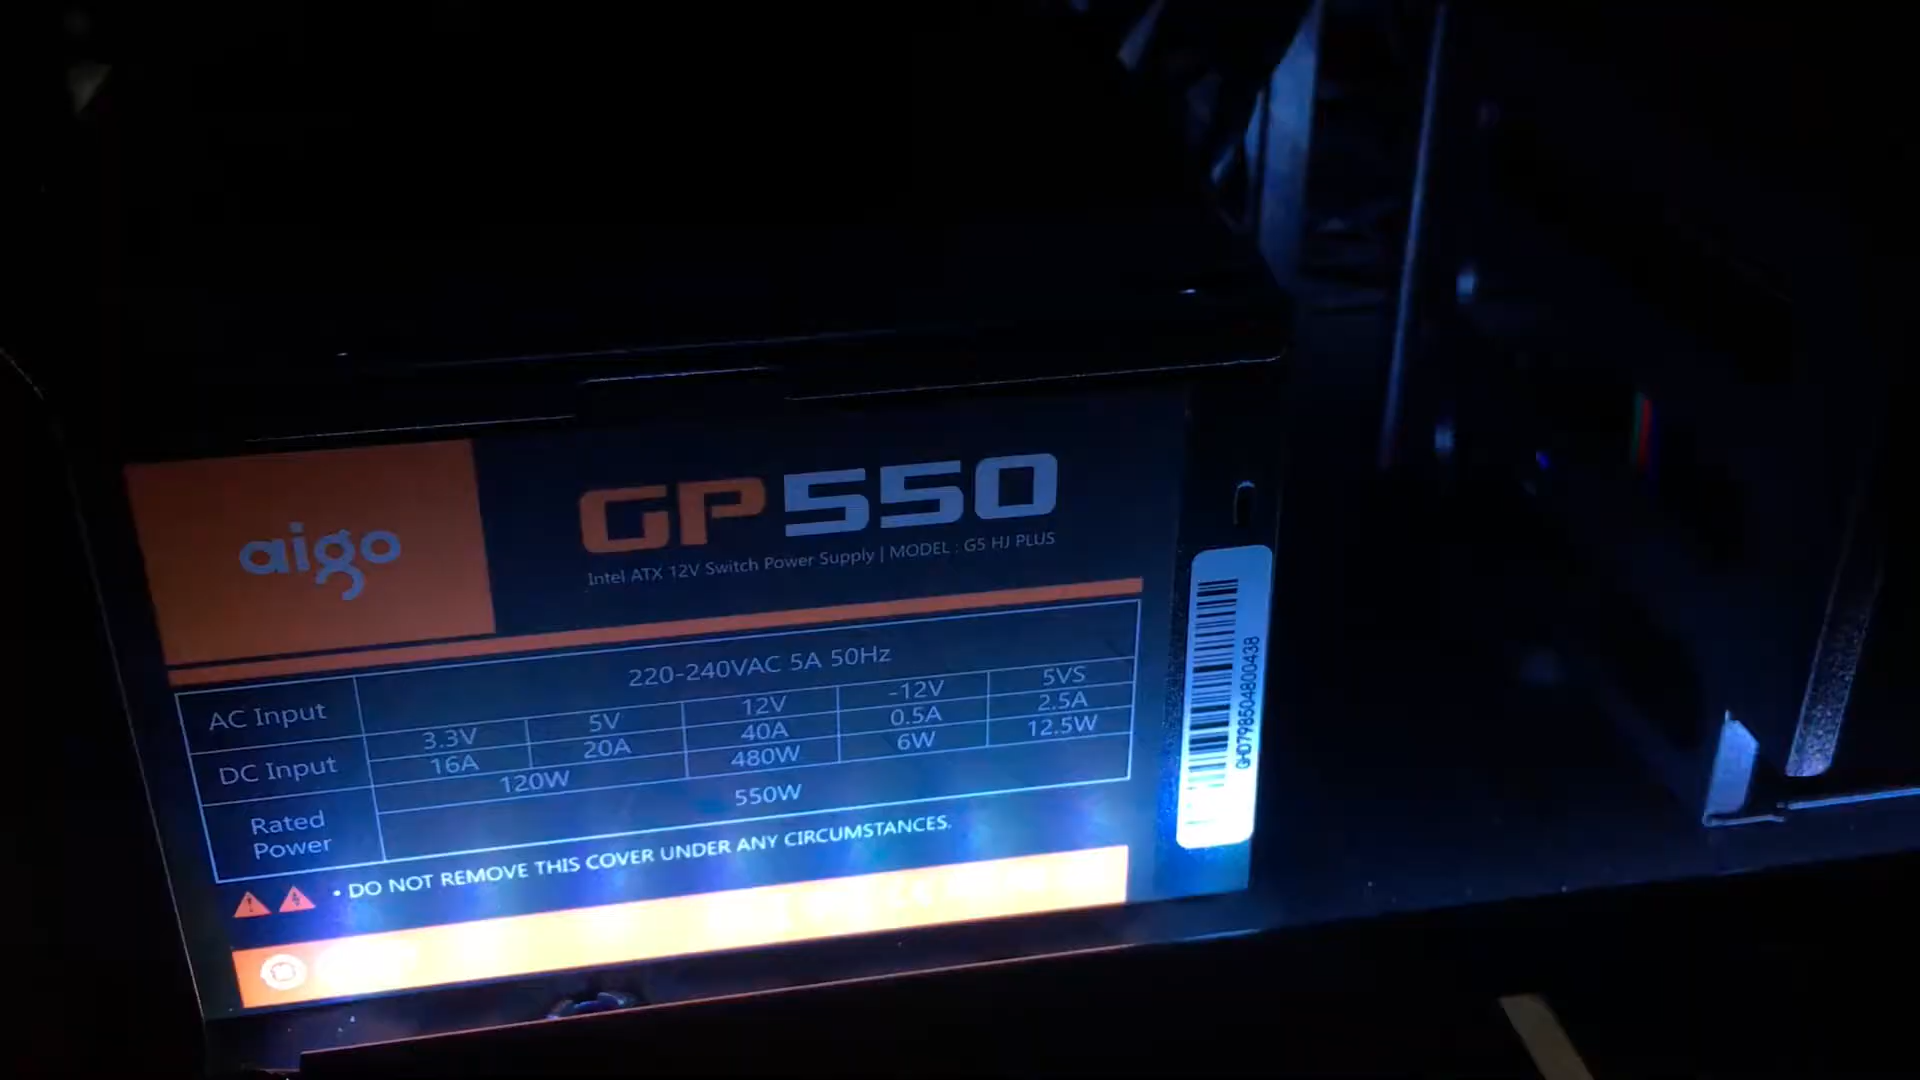 aigo
GP550
Intel ATX 12V Switch Power Supply | MODEL : G5 HJ PLUS
AC Input 220-240VAC 5A 50Hz
DC Input 3.3V 5V 12V -12V 5VS
16A 20A 40A 0.5A 2.5A
120W 480W 6W 12.5W
Rated Power 550W
• DO NOT REMOVE THIS COVER UNDER ANY CIRCUMSTANCES.
GHD798504800438